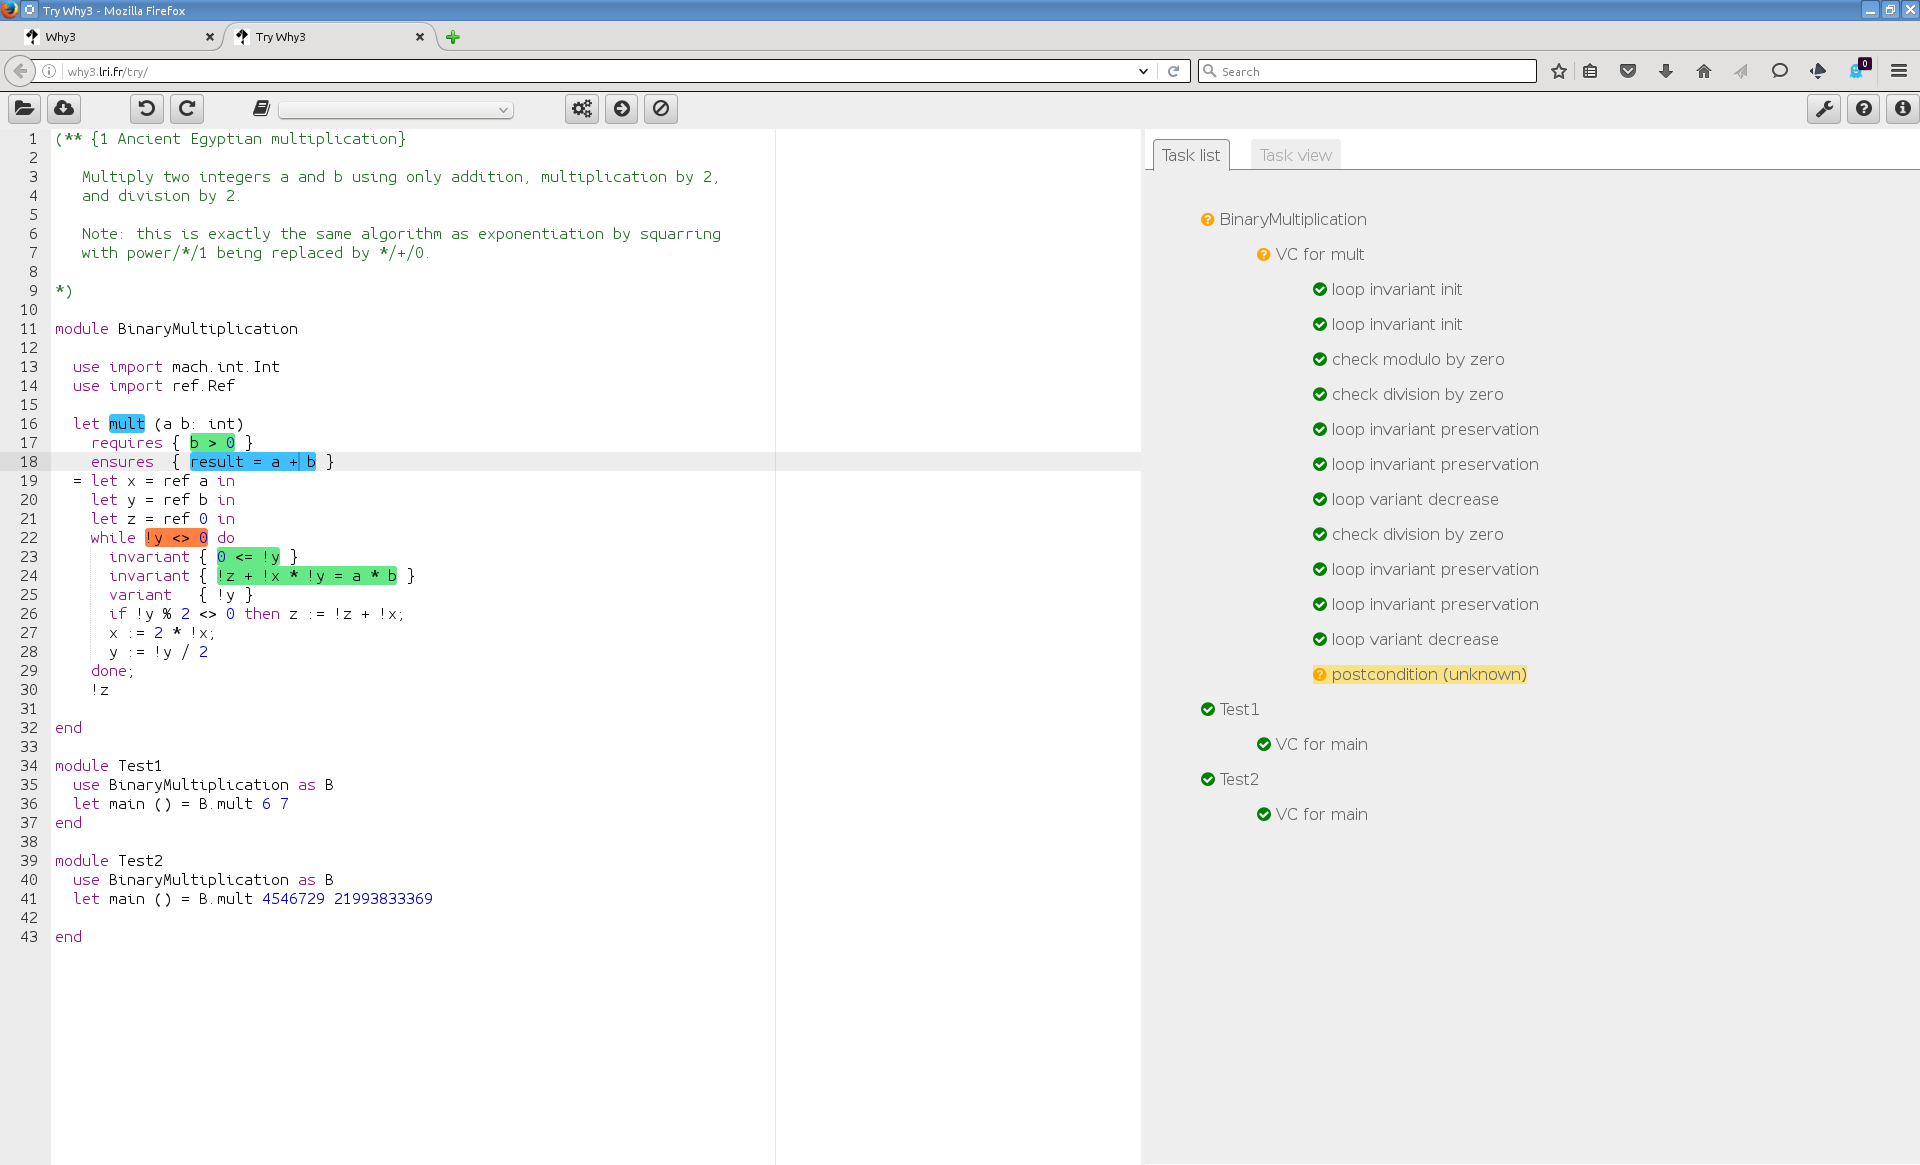 Try Why3 - Mozilla Firefox
Why3
Try Why3
why3.lri.fr/try/
Search
0
1 (** {1 Ancient Egyptian multiplication}
2
3 Multiply two integers a and b using only addition, multiplication by 2,
4 and division by 2.
5
6 Note: this is exactly the same algorithm as exponentiation by squarring
7 with power/*/1 being replaced by */+/0.
8
9 *)
10
11 module BinaryMultiplication
12
13 use import mach.int.Int
14 use import ref.Ref
15
16 let mult (a b: int)
17 requires { b > 0 }
18 ensures { result = a + b }
19 = let x = ref a in
20 let y = ref b in
21 let z = ref 0 in
22 while !y <> 0 do
23 invariant { 0 <= !y }
24 invariant { !z + !x * !y = a * b }
25 variant { !y }
26 if !y % 2 <> 0 then z := !z + !x;
27 x := 2 * !x;
28 y := !y / 2
29 done;
30 !z
31
32 end
33
34 module Test1
35 use BinaryMultiplication as B
36 let main () = B.mult 6 7
37 end
38
39 module Test2
40 use BinaryMultiplication as B
41 let main () = B.mult 4546729 21993833369
42
43 end
Task list
Task view
BinaryMultiplication
VC for mult
loop invariant init
loop invariant init
check modulo by zero
check division by zero
loop invariant preservation
loop invariant preservation
loop variant decrease
check division by zero
loop invariant preservation
loop invariant preservation
loop variant decrease
postcondition (unknown)
Test1
VC for main
Test2
VC for main